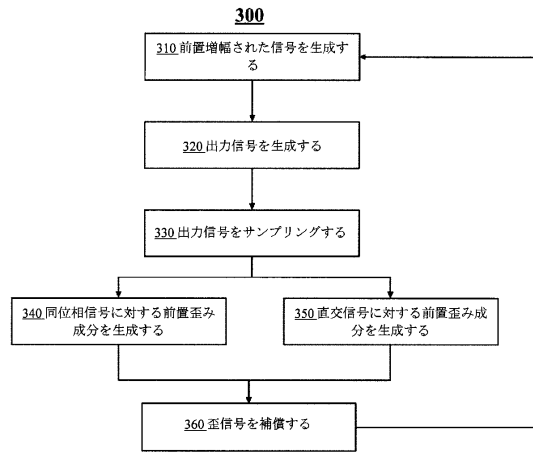 300
310 前置増幅された信号を生成す
る
320 出力信号を生成する
330 出力信号をサンプリングする
340 同位相信号に対する前置歪み
成分を生成する
350 直交信号に対する前置歪み成
分を生成する
360 歪信号を補償する